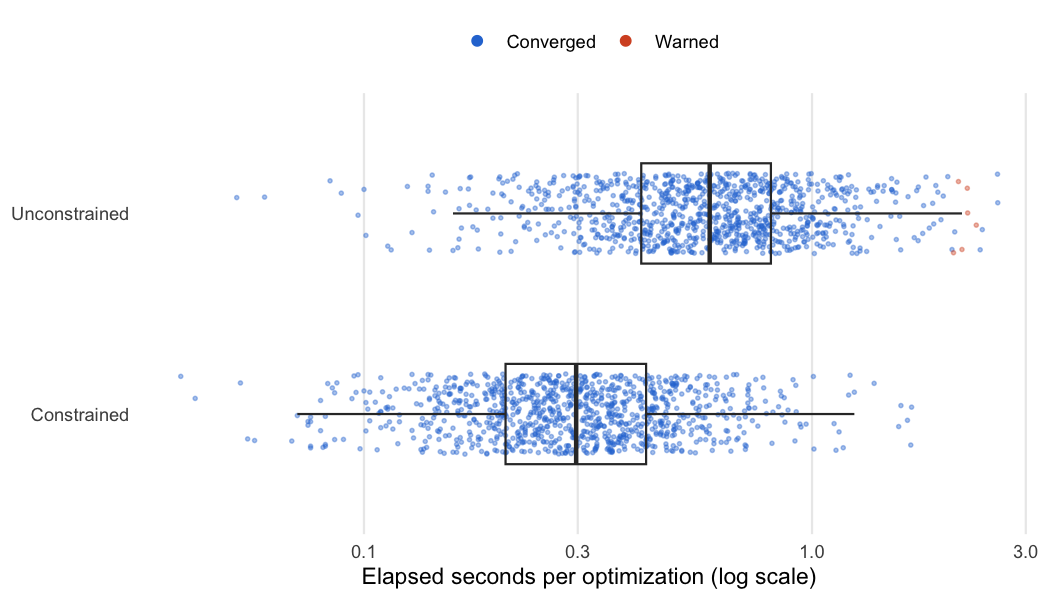 Converged Warned
Unconstrained
Constrained
0.1 0.3 1.0 3.0
Elapsed seconds per optimization (log scale)